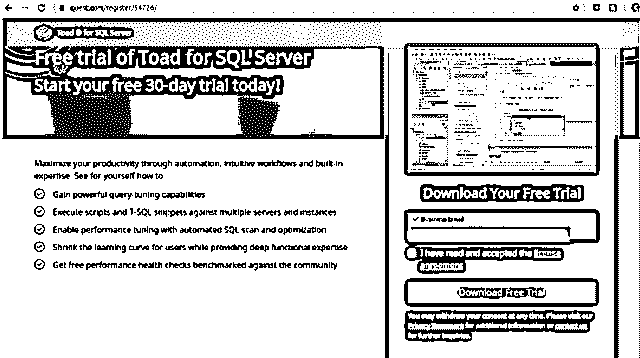 quest.com/register/54726/
Toad® for SQL Server
Free trial of Toad for SQL Server
Start your free 30-day trial today!
Maximize your productivity through automation, intuitive workflows and built-in
expertise. See for yourself how to
Gain powerful query tuning capabilities
Execute scripts and T-SQL snippets against multiple servers and instances
Enable performance tuning with automated SQL scan and optimization
Shrink the learning curve for users while providing deep functional expertise
Get free performance health checks benchmarked against the community
Download Your Free Trial
Business Email
I have read and accepted the license
agreement
Download Free Trial
You may withdraw your consent at any time. Please visit our
Privacy Statement for additional information or contact us